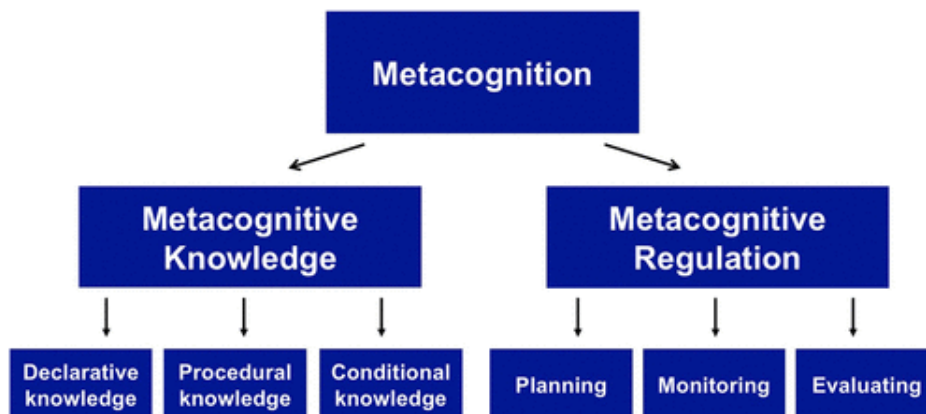 Metacognition
Metacognitive
Knowledge
Metacognitive
Regulation
Declarative
knowledge
Procedural
knowledge
Conditional
knowledge
Planning
Monitoring
Evaluating